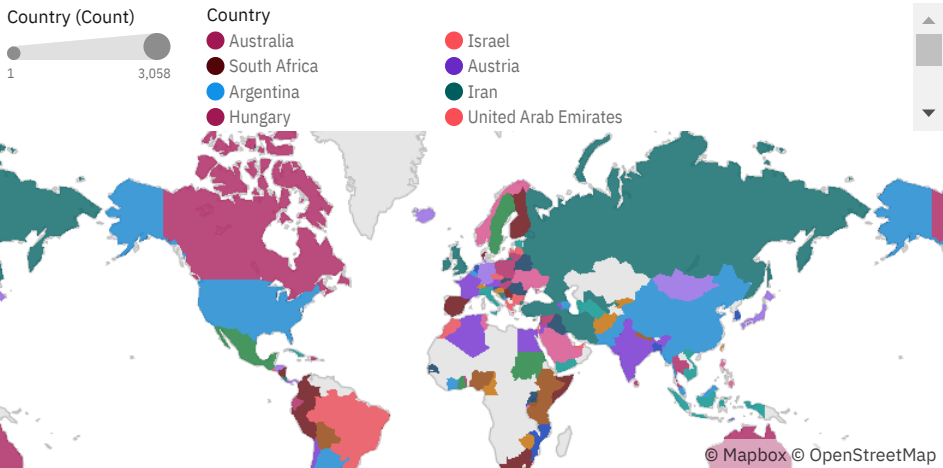 Country (Count)
1
3,058
Country
Australia
South Africa
Argentina
Hungary
Israel
Austria
Iran
United Arab Emirates
© Mapbox © OpenStreetMap